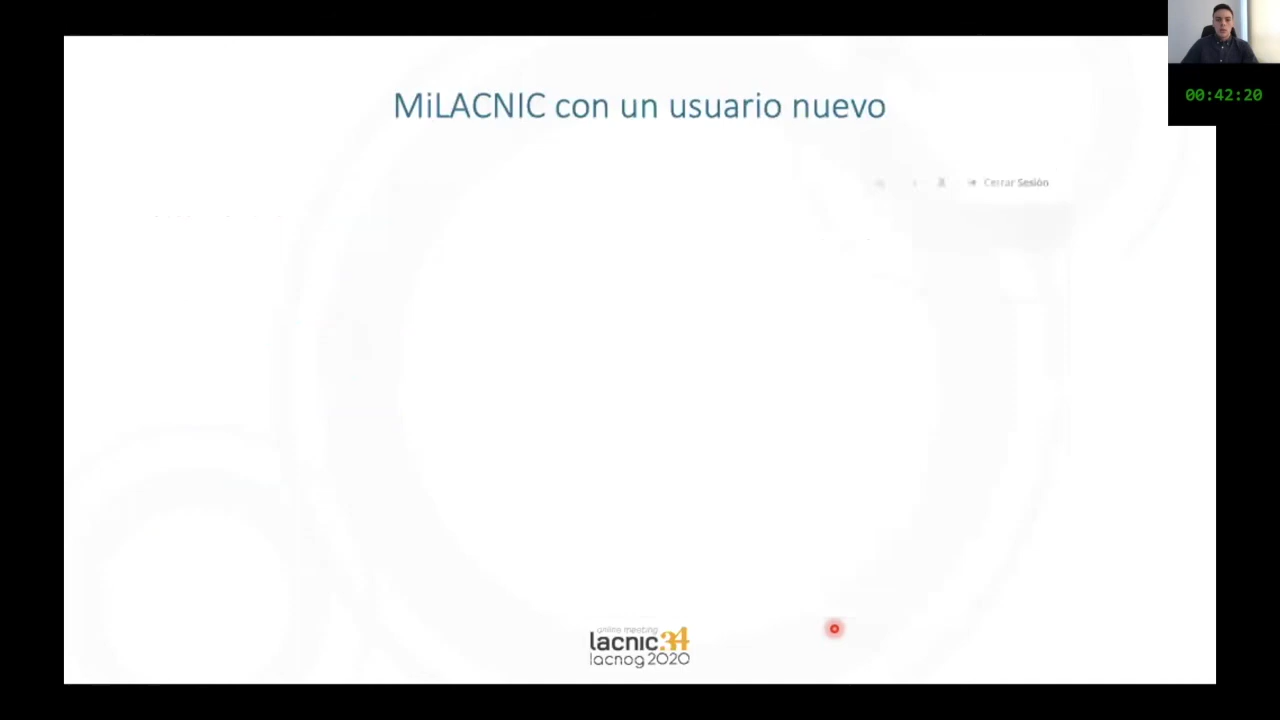 00:42:20
MiLACNIC con un usuario nuevo
Cerrar Sesión
online meeting
lacnic34
lacnog2020